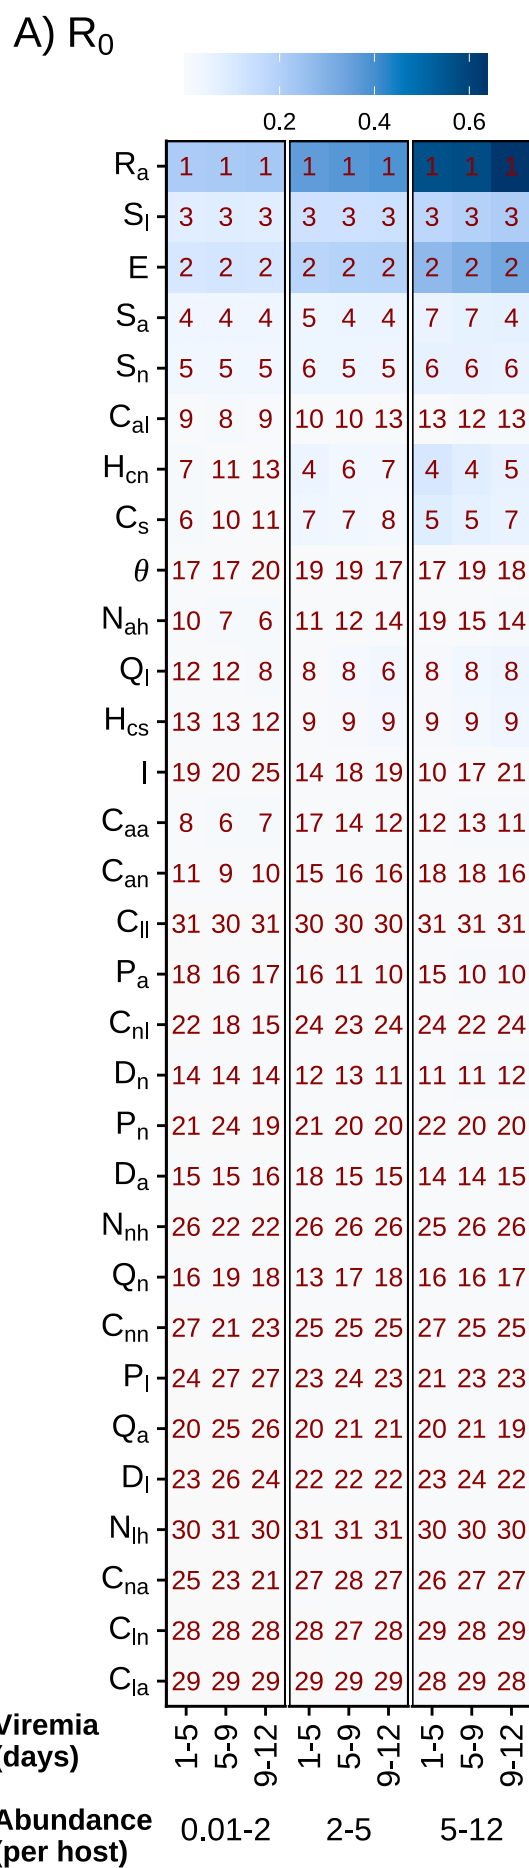 A) R0
0.2 0.4 0.6
Ra 1 1 1 1 1 1 1 1 1
Sl 3 3 3 3 3 3 3 3 3
E 2 2 2 2 2 2 2 2 2
Sa 4 4 4 5 4 4 7 7 4
Sn 5 5 5 6 5 5 6 6 6
Cal 9 8 9 10 10 13 13 12 13
Hcn 7 11 13 4 6 7 4 4 5
Cs 6 10 11 7 7 8 5 5 7
θ 17 17 20 19 19 17 17 19 18
Nah 10 7 6 11 12 14 19 15 14
Ql 12 12 8 8 8 6 8 8 8
Hcs 13 13 12 9 9 9 9 9 9
I 19 20 25 14 18 19 10 17 21
Caa 8 6 7 17 14 12 12 13 11
Can 11 9 10 15 16 16 18 18 16
Cll 31 30 31 30 30 30 31 31 31
Pa 18 16 17 16 11 10 15 10 10
Cnl 22 18 15 24 23 24 24 22 24
Dn 14 14 14 12 13 11 11 11 12
Pn 21 24 19 21 20 20 22 20 20
Da 15 15 16 18 15 15 14 14 15
Nnh 26 22 22 26 26 26 25 26 26
Qn 16 19 18 13 17 18 16 16 17
Cnn 27 21 23 25 25 25 27 25 25
Pl 24 27 27 23 24 23 21 23 23
Qa 20 25 26 20 21 21 20 21 19
Dl 23 26 24 22 22 22 23 24 22
Nlh 30 31 30 31 31 31 30 30 30
Cna 25 23 21 27 28 27 26 27 27
Cln 28 28 28 28 27 28 29 28 29
Cla 29 29 29 29 29 29 28 29 28
Viremia
(days) 1-5 5-9 9-12 1-5 5-9 9-12 1-5 5-9 9-12
Abundance
(per host) 0.01-2 2-5 5-12